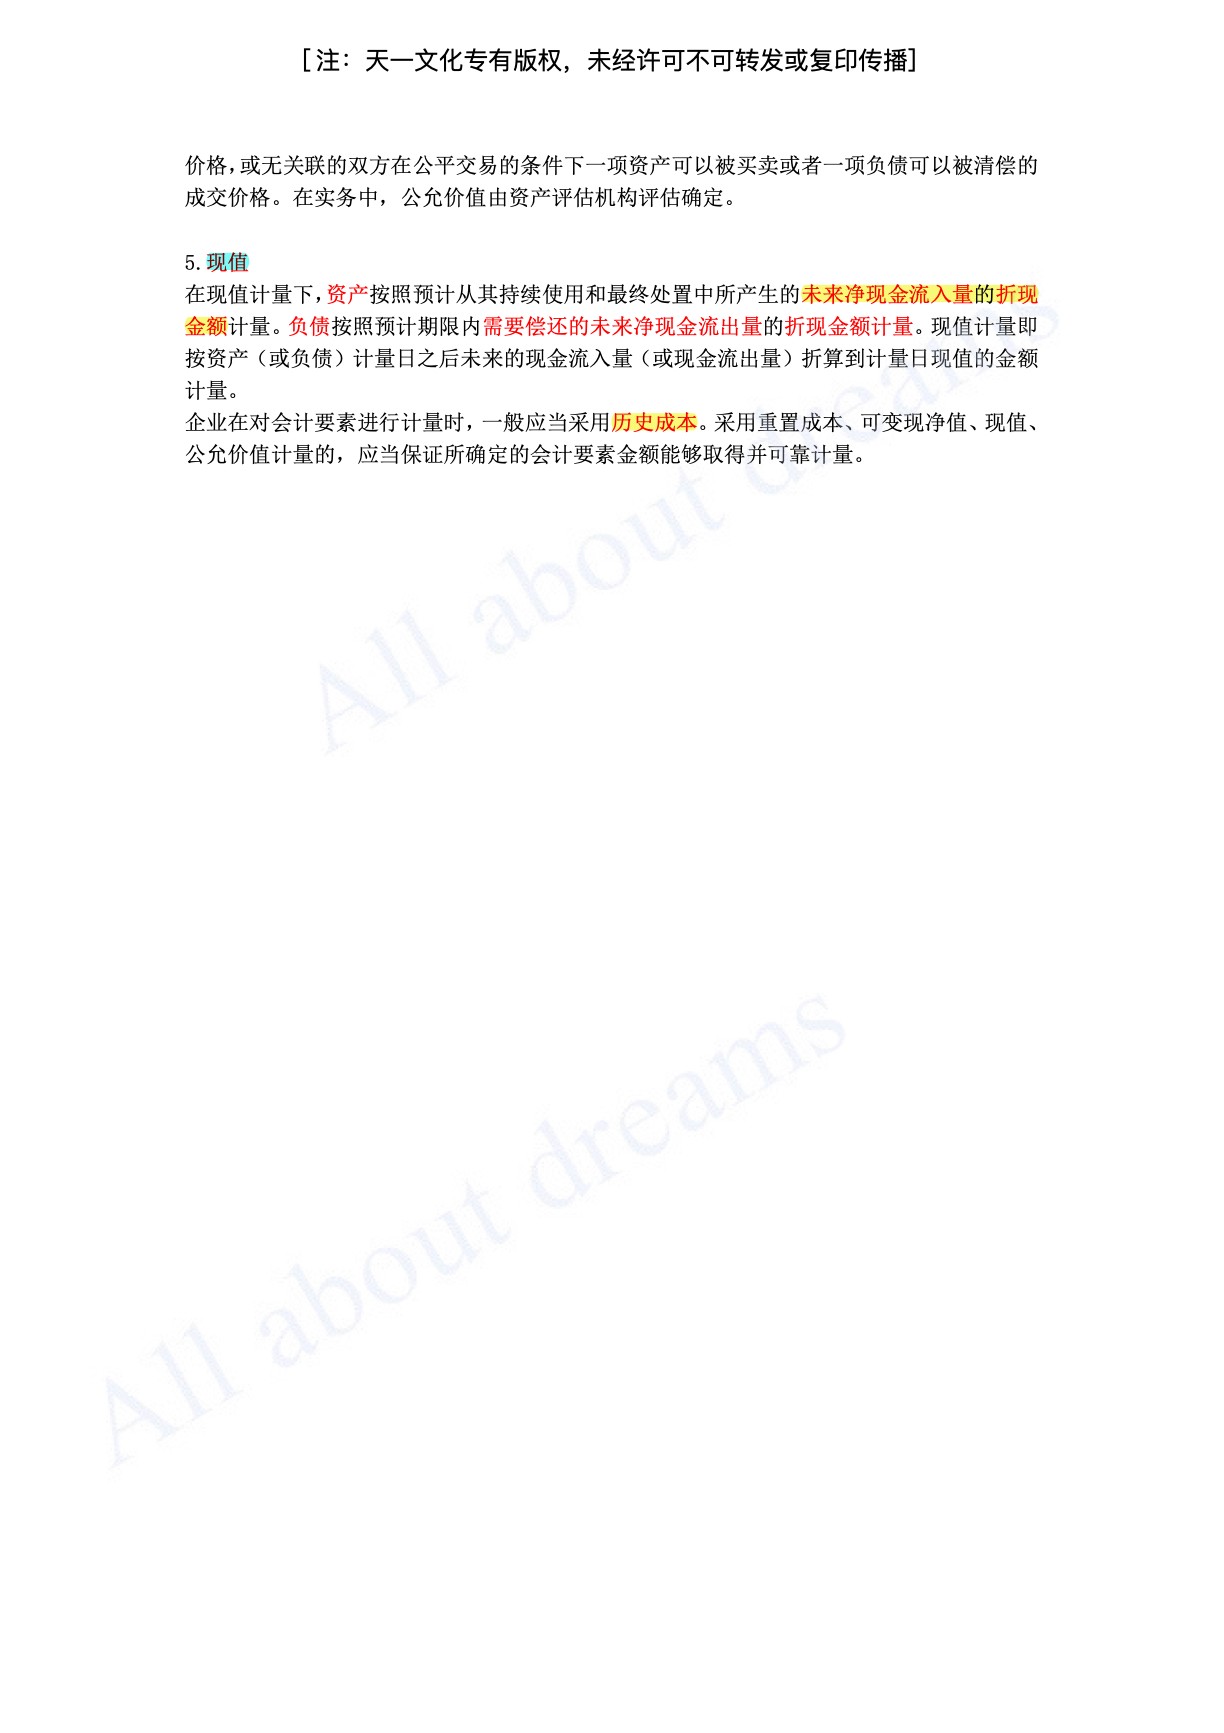 [注：天一文化专有版权，未经许可不可转发或复印传播]
价格，或无关联的双方在公平交易的条件下一项资产可以被买卖或者一项负债可以被清偿的
成交价格。在实务中，公允价值由资产评估机构评估确定。
5.现值
在现值计量下，资产按照预计从其持续使用和最终处置中所产生的未来净现金流入量的折现
金额计量。负债按照预计期限内需要偿还的未来净现金流出量的折现金额计量。现值计量即
按资产（或负债）计量日之后未来的现金流入量（或现金流出量）折算到计量日现值的金额
计量。
企业在对会计要素进行计量时，一般应当采用历史成本。采用重置成本、可变现净值、现值、
公允价值计量的，应当保证所确定的会计要素金额能够取得并可靠计量。
All about dreams
All about dreams